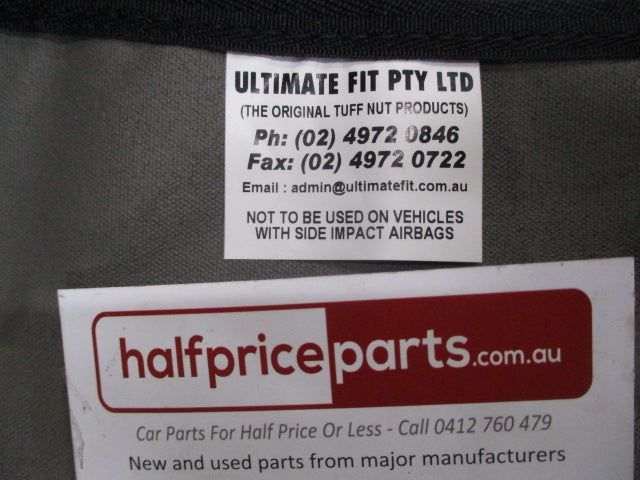 ULTIMATE FIT PTY LTD
(THE ORIGINAL TUFF NUT PRODUCTS)
Ph: (02) 4972 0846
Fax: (02) 4972 0722
Email : admin@ultimatefit.com.au
NOT TO BE USED ON VEHICLES
WITH SIDE IMPACT AIRBAGS
halfpriceparts.com.au
Car Parts For Half Price Or Less - Call 0412 760 479
New and used parts from major manufacturers